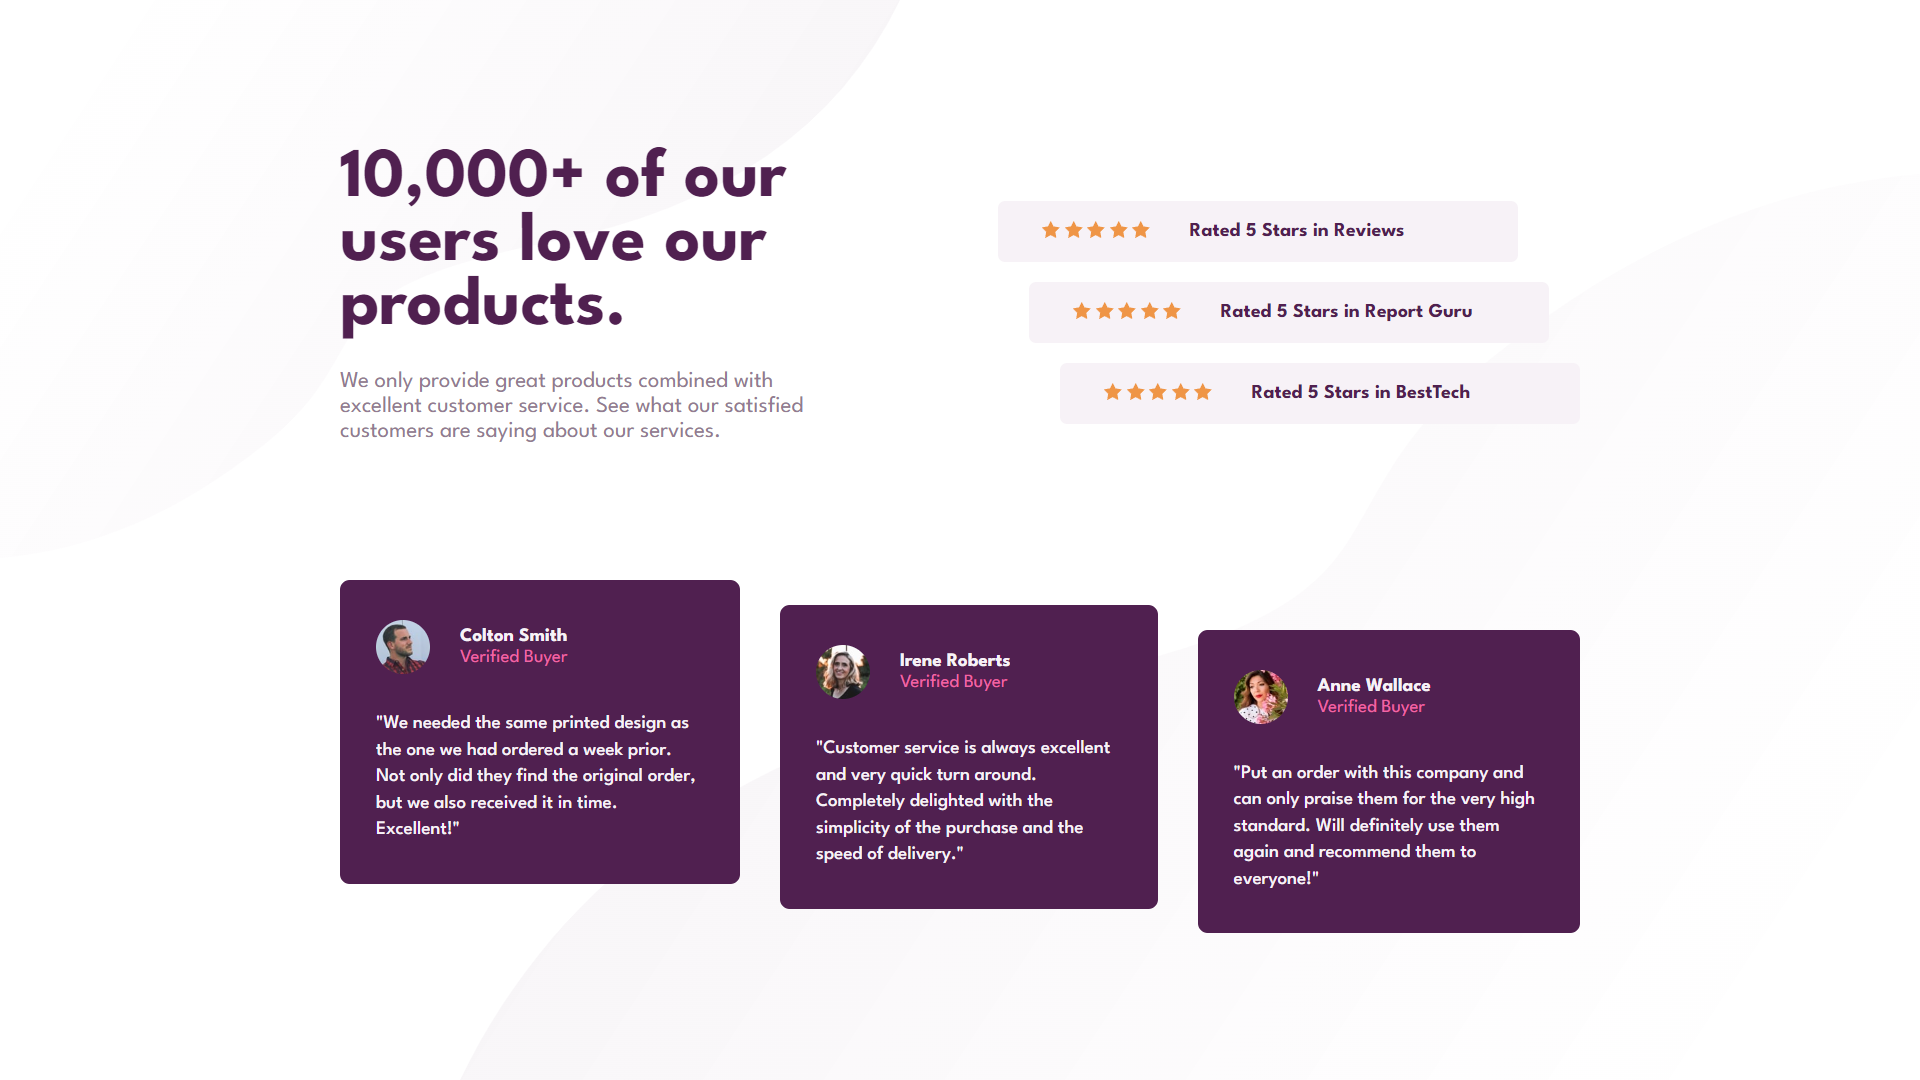 10,000+ of our
users love our
products.
We only provide great products combined with
excellent customer service. See what our satisfied
customers are saying about our services.
Rated 5 Stars in Reviews
Rated 5 Stars in Report Guru
Rated 5 Stars in BestTech
Colton Smith
Verified Buyer
"We needed the same printed design as
the one we had ordered a week prior.
Not only did they find the original order,
but we also received it in time.
Excellent!"
Irene Roberts
Verified Buyer
"Customer service is always excellent
and very quick turn around.
Completely delighted with the
simplicity of the purchase and the
speed of delivery."
Anne Wallace
Verified Buyer
"Put an order with this company and
can only praise them for the very high
standard. Will definitely use them
again and recommend them to
everyone!"